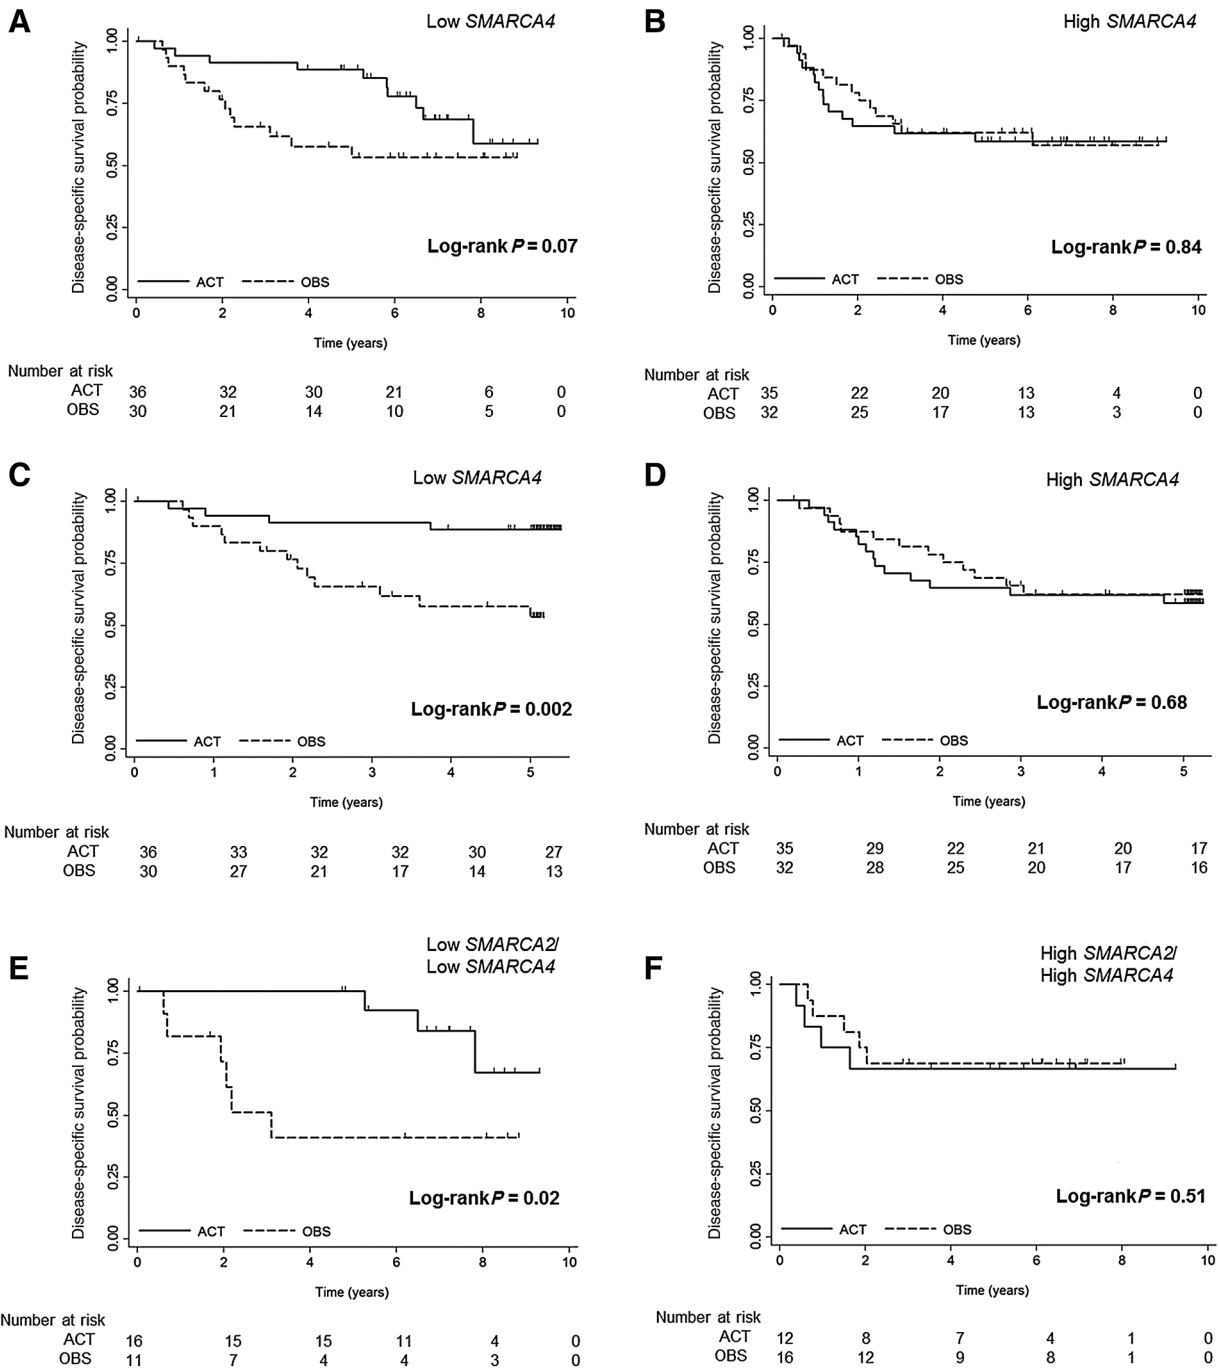 A
Low SMARCA4
Disease-specific survival probability
1.00
0.75
0.50
0.25
0.00
Log-rank P = 0.07
ACT OBS
0 2 4 6 8 10
Time (years)
Number at risk
ACT 36 32 30 21 6 0
OBS 30 21 14 10 5 0
B
High SMARCA4
Disease-specific survival probability
1.00
0.75
0.50
0.25
0.00
Log-rank P = 0.84
ACT OBS
0 2 4 6 8 10
Time (years)
Number at risk
ACT 35 22 20 13 4 0
OBS 32 25 17 13 3 0
C
Low SMARCA4
Disease-specific survival probability
1.00
0.75
0.50
0.25
0.00
Log-rank P = 0.002
ACT OBS
0 1 2 3 4 5
Time (years)
Number at risk
ACT 36 33 32 32 30 27
OBS 30 27 21 17 14 13
D
High SMARCA4
Disease-specific survival probability
1.00
0.75
0.50
0.25
0.00
Log-rank P = 0.68
ACT OBS
0 1 2 3 4 5
Time (years)
Number at risk
ACT 35 29 22 21 20 17
OBS 32 28 25 20 17 16
E
Low SMARCA2/
Low SMARCA4
Disease-specific survival probability
1.00
0.75
0.50
0.25
0.00
Log-rank P = 0.02
ACT OBS
0 2 4 6 8 10
Time (years)
Number at risk
ACT 16 15 15 11 4 0
OBS 11 7 4 4 3 0
F
High SMARCA2/
High SMARCA4
Disease-specific survival probability
1.00
0.75
0.50
0.25
0.00
Log-rank P = 0.51
ACT OBS
0 2 4 6 8 10
Time (years)
Number at risk
ACT 12 8 7 4 1 0
OBS 16 12 9 8 1 0